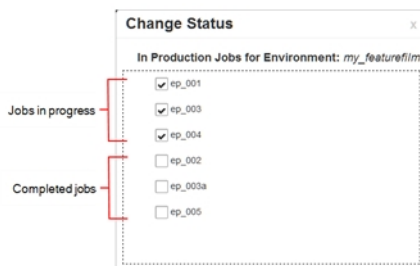 Change Status
x
In Production Jobs for Environment: my_featurefilm
ep_001
ep_003
Jobs in progress
ep_004
ep_002
Completed jobs
ep_003a
ep_005